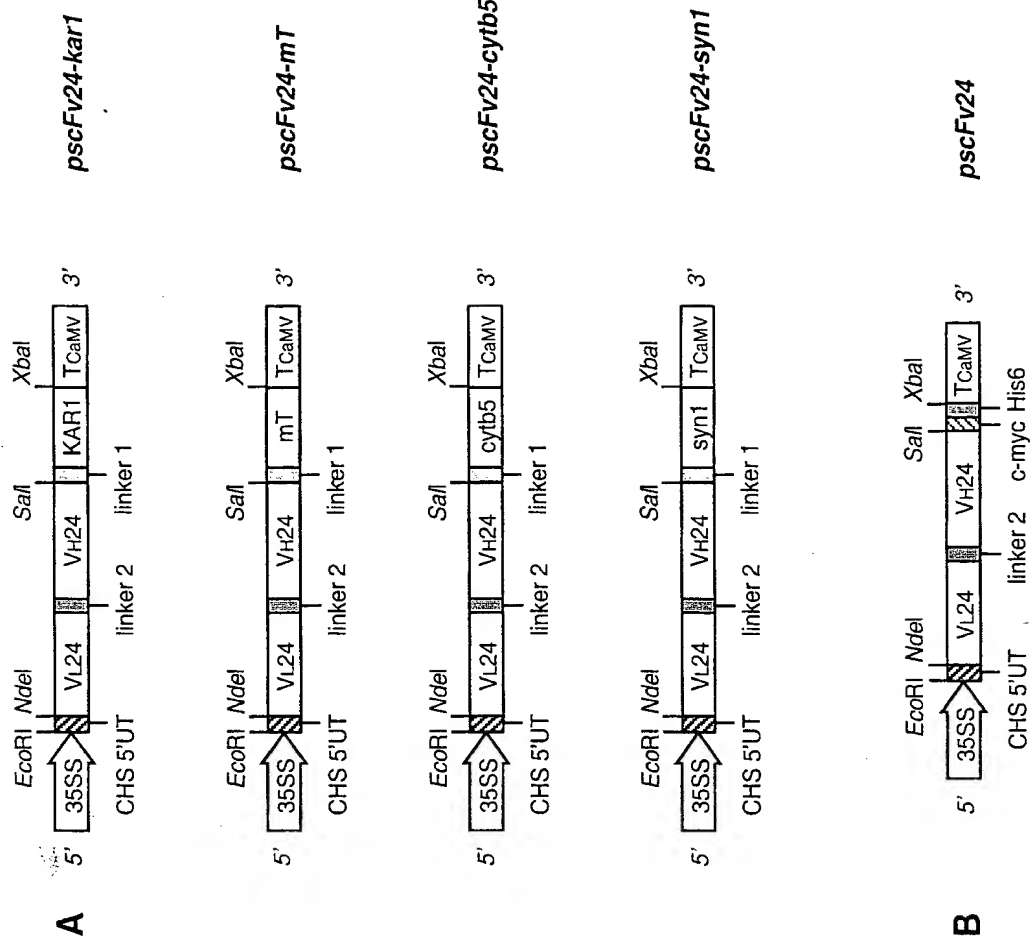 A
pscFv24-kar1
EcoRI NdeI SalI XbaI
5' 35SS VL24 VH24 KAR1 TCaMV 3'
CHS 5'UT linker 2 linker 1
pscFv24-mT
EcoRI NdeI SalI XbaI
5' 35SS VL24 VH24 mT TCaMV 3'
CHS 5'UT linker 2 linker 1
pscFv24-cytb5
EcoRI NdeI SalI XbaI
5' 35SS VL24 VH24 cytb5 TCaMV 3'
CHS 5'UT linker 2 linker 1
pscFv24-syn1
EcoRI NdeI SalI XbaI
5' 35SS VL24 VH24 syn1 TCaMV 3'
CHS 5'UT linker 2 linker 1
B
pscFv24
EcoRI NdeI SalI XbaI
5' 35SS VL24 VH24 TCaMV 3'
CHS 5'UT linker 2 c-myc His6